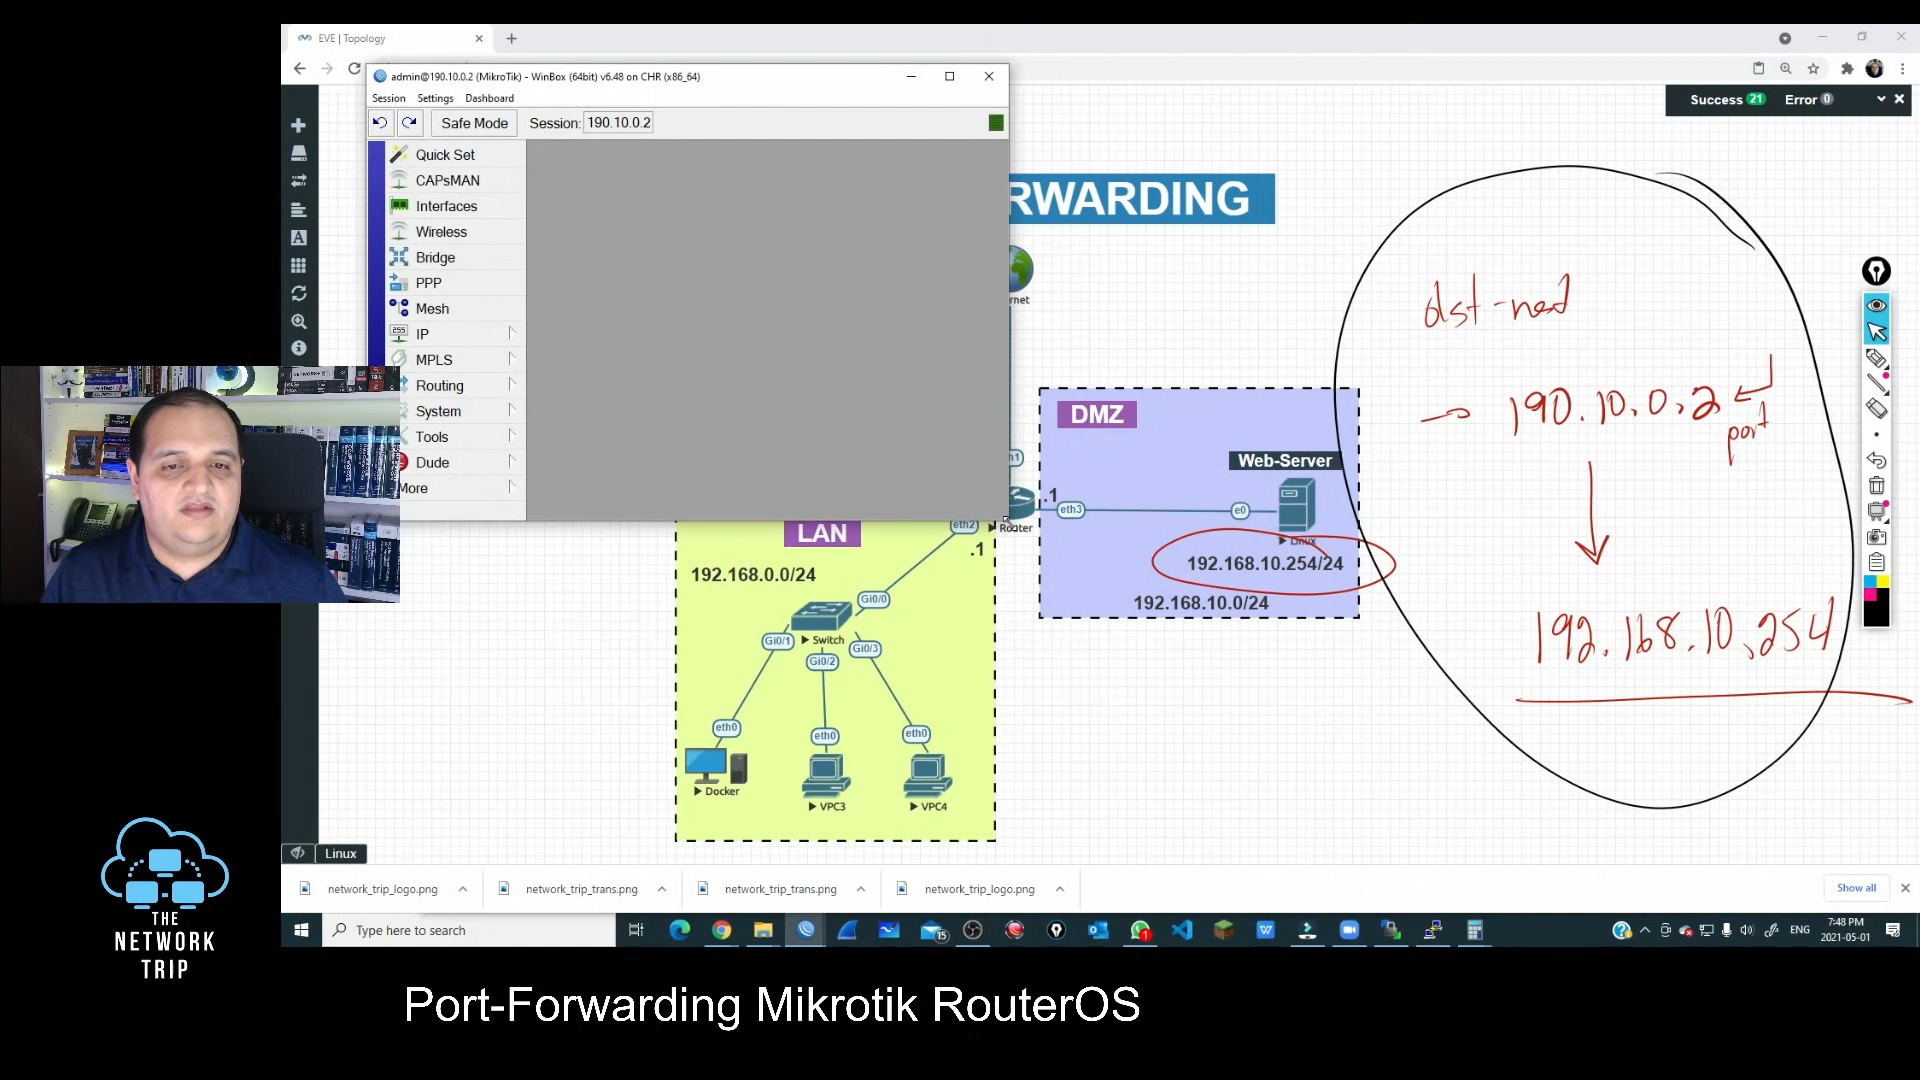 EVE | Topology
admin@190.10.0.2 (MikroTik) - WinBox (64bit) v6.48 on CHR (x86_64)
Session Settings Dashboard
Safe Mode Session: 190.10.0.2
Success 21 Error 0
Quick Set
CAPsMAN
Interfaces
Wireless
Bridge
PPP
Mesh
255
IP
MPLS
Routing
System
Tools
Dude
More
RWARDING
rnet
dst-nat
190.10.0.2
port
192.168.10.254
DMZ
Web-Server
.1
eth3
e0
Linux
192.168.10.254/24
192.168.10.0/24
h1
Router
eth2
.1
LAN
192.168.0.0/24
Gi0/0
Switch
Gi0/1
Gi0/2
Gi0/3
eth0
eth0
eth0
Docker
VPC3
VPC4
Linux
network_trip_logo.png
network_trip_trans.png
network_trip_trans.png
network_trip_logo.png
Show all
Type here to search
15
1
ENG
7:48 PM
2021-05-01
THE
NETWORK
TRIP
Port-Forwarding Mikrotik RouterOS